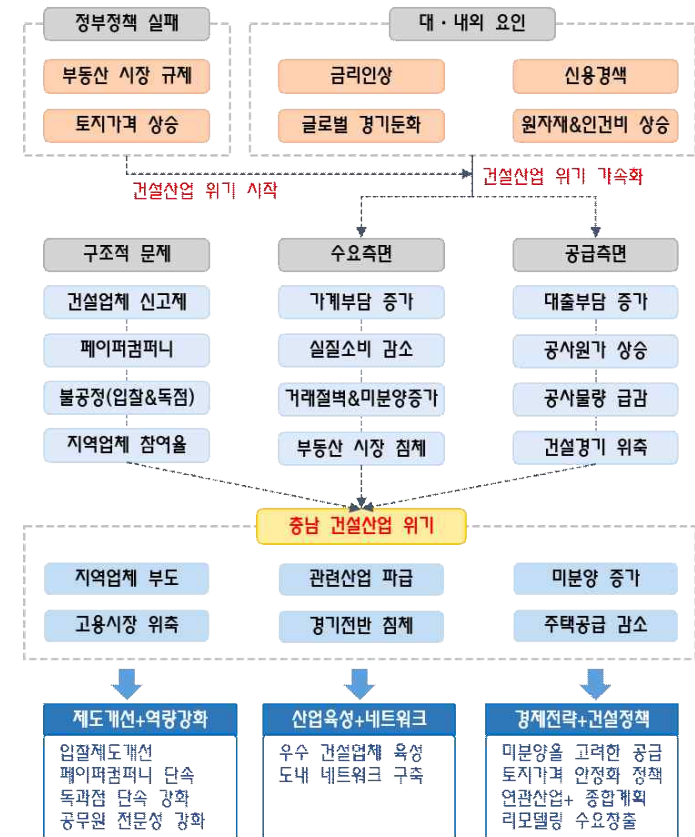 정부정책 실패
대·내외 요인
부동산 시장 규제
금리인상
신용경색
토지가격 상승
글로벌 경기둔화
원자재&인건비 상승
건설산업 위기 시작
건설산업 위기 가속화
구조적 문제
수요측면
공급측면
건설업체 신고제
가계부담 증가
대출부담 증가
페이퍼컴퍼니
실질소비 감소
공사원가 상승
불공정(입찰&독점)
거래절벽&미분양증가
공사물량 급감
지역업체 참여율
부동산 시장 침체
건설경기 위축
충남 건설산업 위기
지역업체 부도
관련산업 파급
미분양 증가
고용시장 위축
경기전반 침체
주택공급 감소
제도개선+역량강화
산업육성+네트워크
경제전략+건설정책
입찰제도개선
페이퍼컴퍼니 단속
독과점 단속 강화
공무원 전문성 강화
우수 건설업체 육성
도내 네트워크 구축
미분양을 고려한 공급
토지가격 안정화 정책
연관산업+ 종합계획
리모델링 수요창출